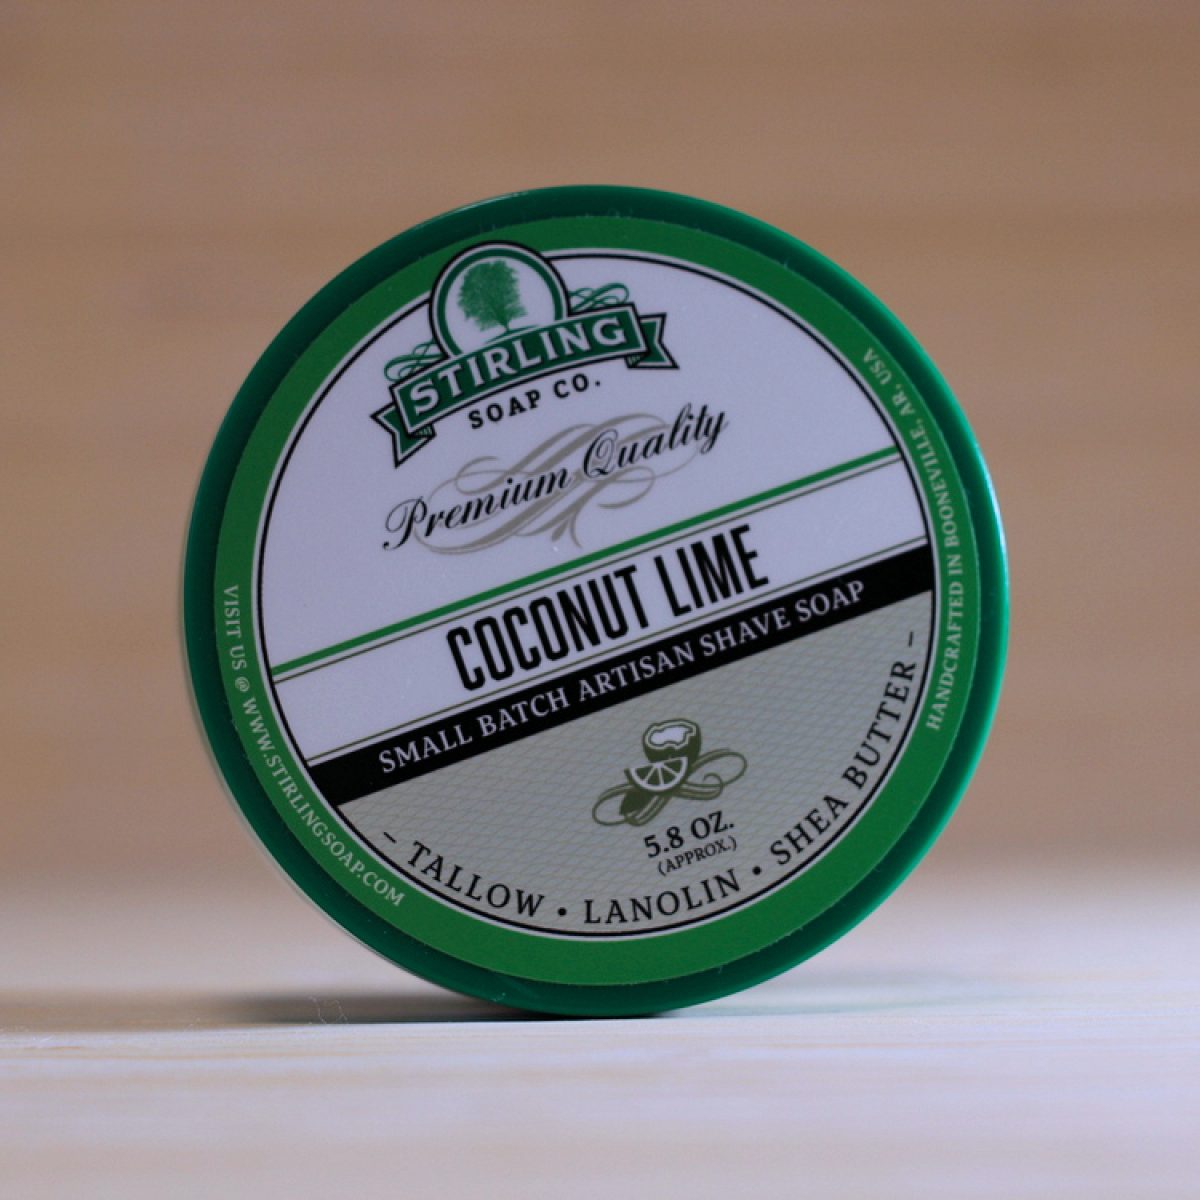 STIRLING
SOAP CO.
Premium Quality
COCONUT LIME
SMALL BATCH ARTISAN SHAVE SOAP
5.8 OZ.
(APPROX.)
– TALLOW • LANOLIN • SHEA BUTTER –
VISIT US @ WWW.STIRLINGSOAP.COM
HANDCRAFTED IN BOONEVILLE, AR, USA